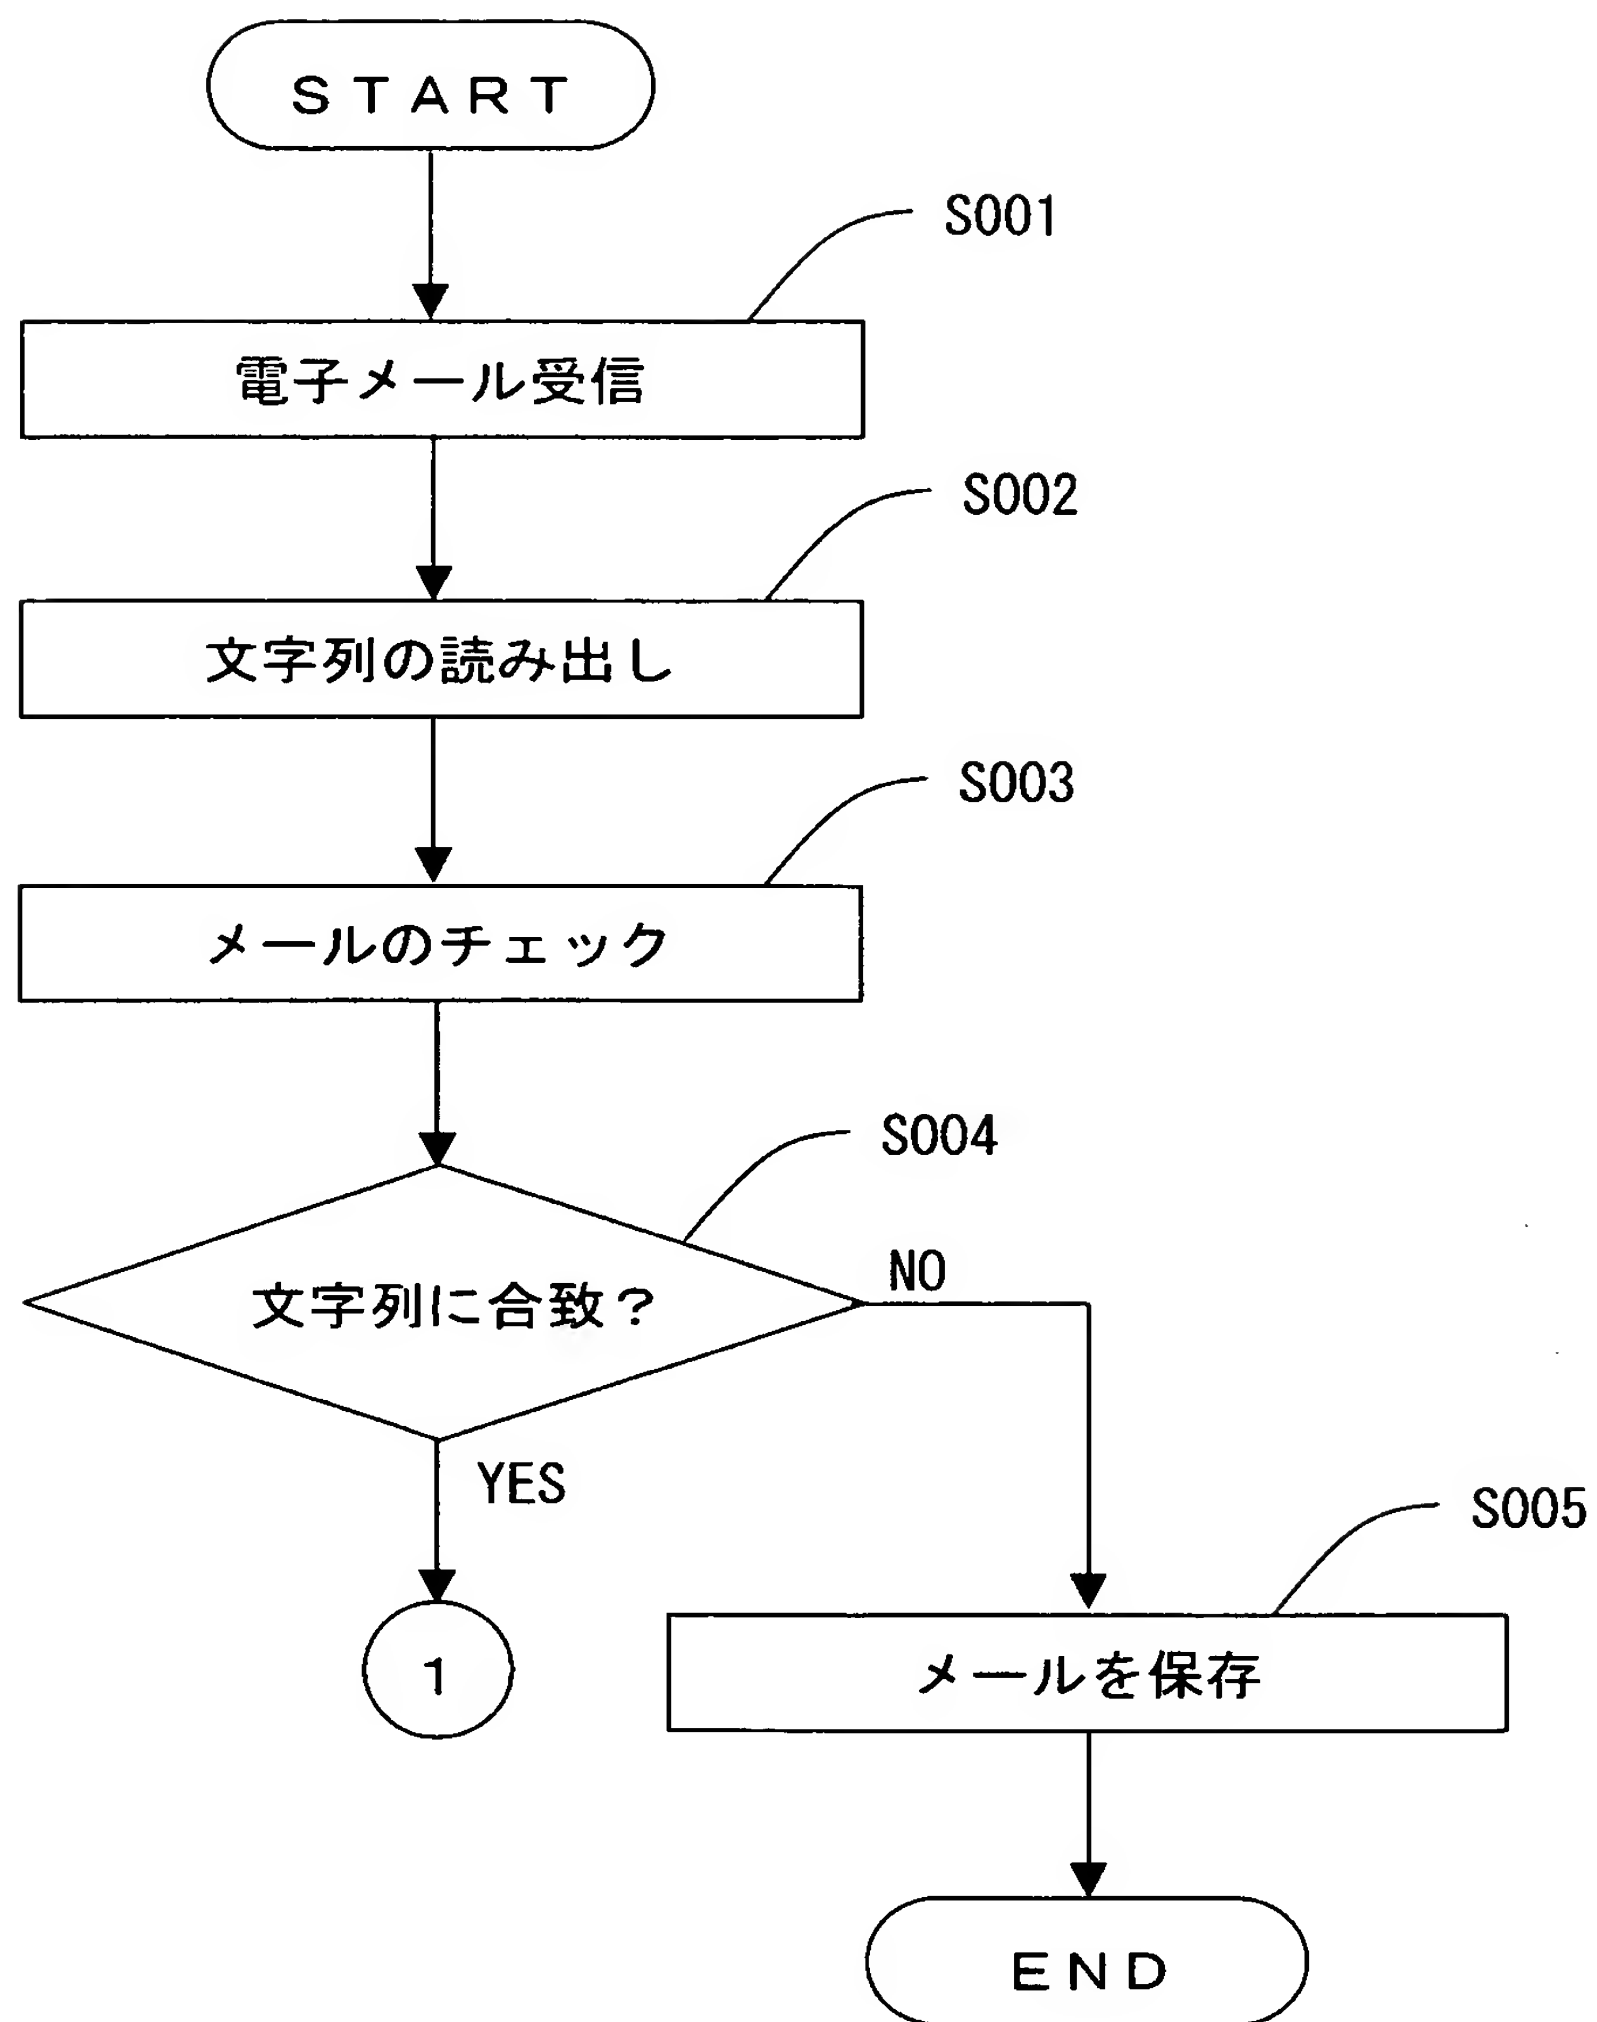 START
S001
電子メール受信
S002
文字列の読み出し
S003
メールのチェック
S004
文字列に合致?
NO
YES
S005
1
メールを保存
END